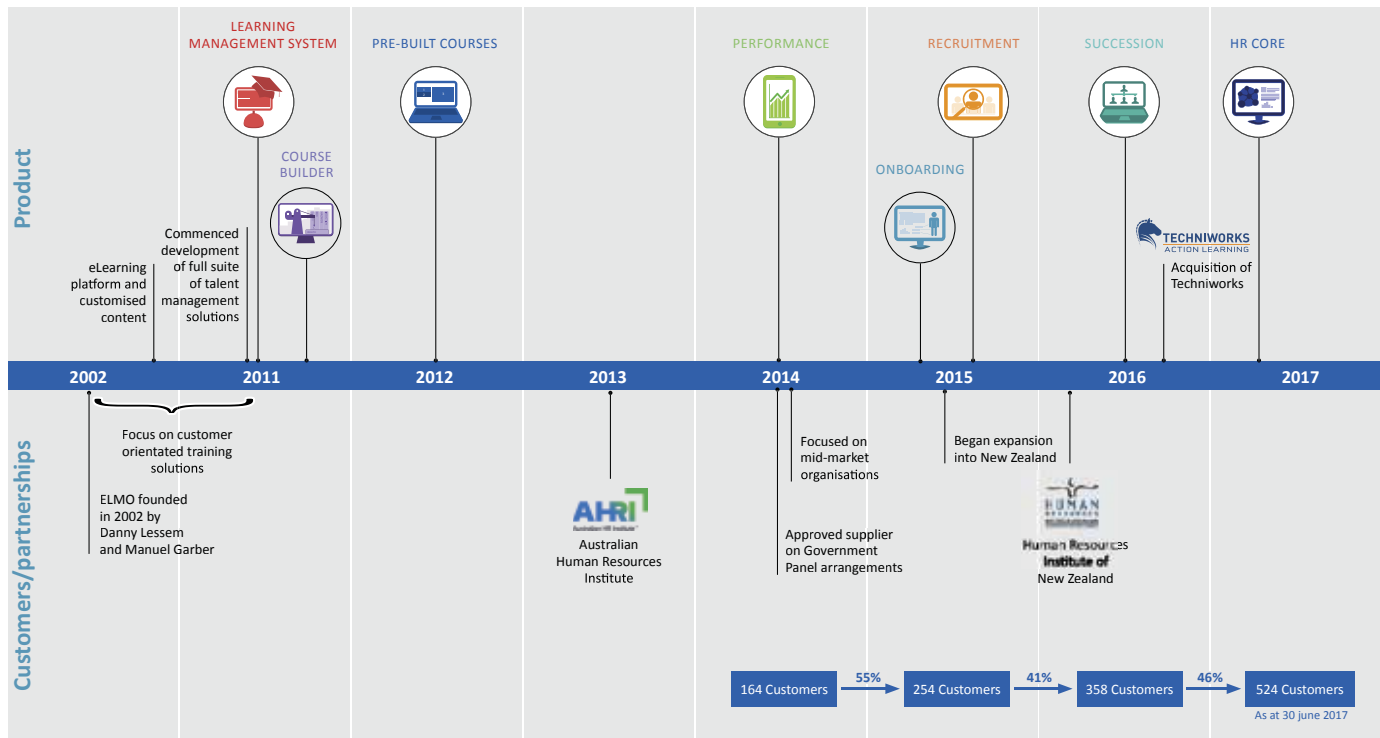 LEARNING
MANAGEMENT SYSTEM
PRE-BUILT COURSES
PERFORMANCE
RECRUITMENT
SUCCESSION
HR CORE
COURSE
BUILDER
ONBOARDING
Product
Commenced
development
of full suite
of talent
management
solutions
eLearning
platform and
customised
content
TECHNIWORKS
ACTION LEARNING
Acquisition of
Techniworks
2002
2011
2012
2013
2014
2015
2016
2017
Customers/partnerships
Focus on customer
orientated training
solutions
ELMO founded
in 2002 by
Danny Lessem
and Manuel Garber
AHRI
Australian HR Institute
Australian
Human Resources
Institute
Focused on
mid-market
organisations
Approved supplier
on Government
Panel arrangements
Began expansion
into New Zealand
HUMAN
RESOURCES
Human Resources
Institute of
New Zealand
164 Customers
55%
254 Customers
41%
358 Customers
46%
524 Customers
As at 30 june 2017